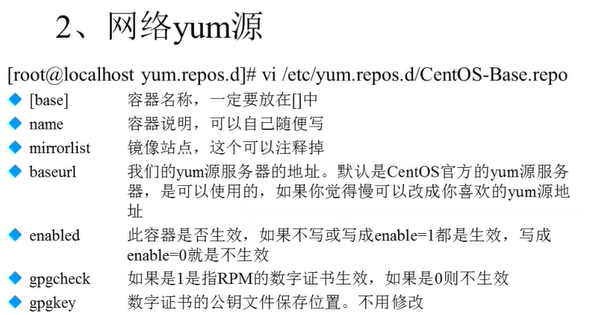 2、网络yum源
[root@localhost yum.repos.d]# vi /etc/yum.repos.d/CentOS-Base.repo
[base] 容器名称，一定要放在[]中
name 容器说明，可以自己随便写
mirrorlist 镜像站点，这个可以注释掉
baseurl 我们的yum源服务器的地址。默认是CentOS官方的yum源服务
器，是可以使用的，如果你觉得慢可以改成你喜欢的yum源地
址
enabled 此容器是否生效，如果不写或写成enable=1都是生效，写成
enable=0就是不生效
gpgcheck 如果是1是指RPM的数字证书生效，如果是0则不生效
gpgkey 数字证书的公钥文件保存位置。不用修改